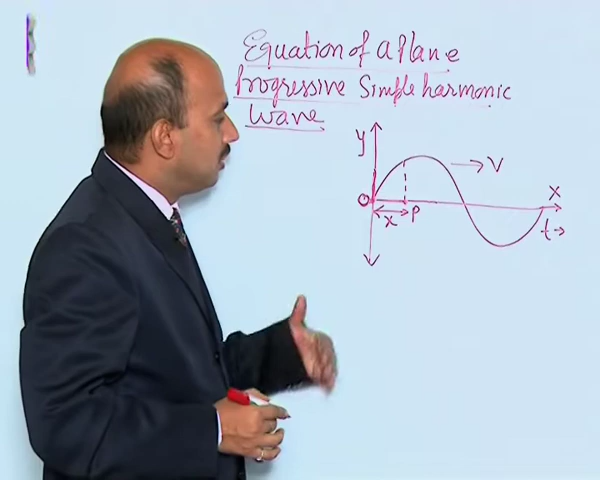 Equation of a Plane
Progressive Simple harmonic
Wave
y
V
X
O
x
P
t→